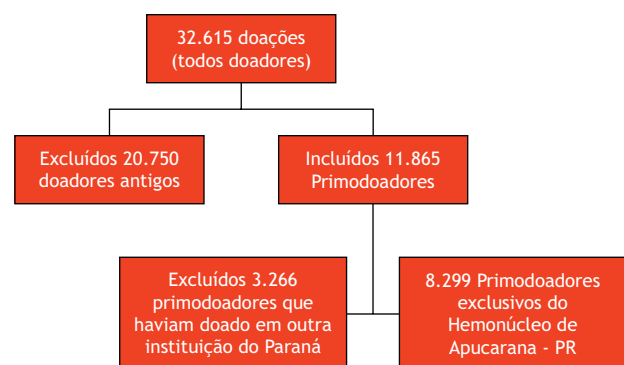 32.615 doações
(todos doadores)
Excluídos 20.750
doadores antigos
Incluídos 11.865
Primodoadores
Excluídos 3.266
primodoadores que
haviam doado em outra
instituição do Paraná
8.299 Primodoadores
exclusivos do
Hemonúcleo de
Apucarana - PR